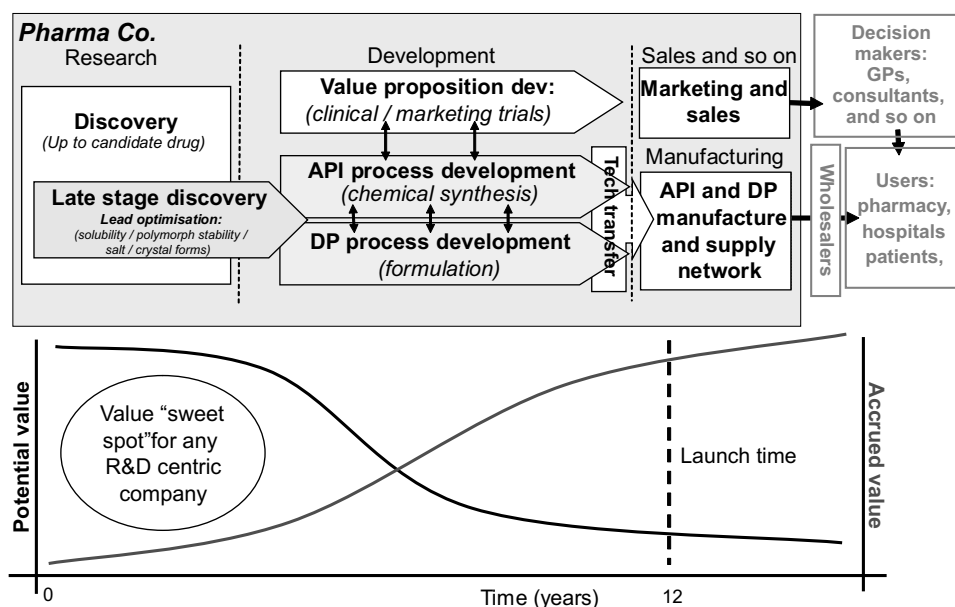 Pharma Co.
Research
Development
Sales and so on
Discovery
(Up to candidate drug)
Late stage discovery
Lead optimisation:
(solubility / polymorph stability /
salt / crystal forms)
Value proposition dev:
(clinical / marketing trials)
API process development
(chemical synthesis)
DP process development
(formulation)
Tech transfer
Marketing and
sales
Manufacturing
API and DP
manufacture
and supply
network
Decision
makers:
GPs,
consultants,
and so on
Wholesalers
Users:
pharmacy,
hospitals
patients,
Potential value
Value “sweet
spot”for any
R&D centric
company
Launch time
Accrued value
0
Time (years)
12